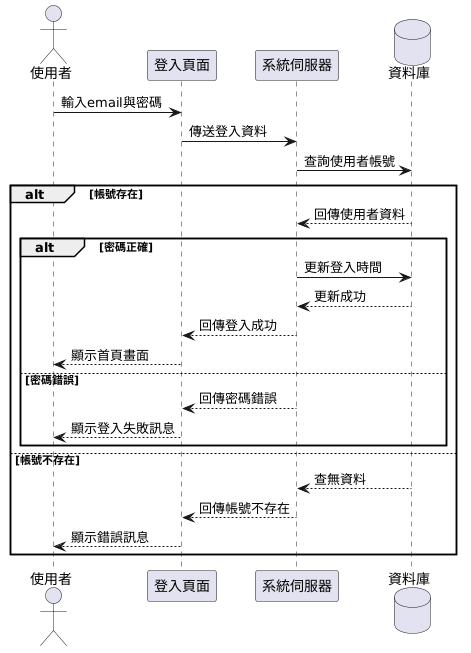 使用者
登入頁面
系統伺服器
資料庫
輸入email與密碼
傳送登入資料
查詢使用者帳號
alt [帳號存在]
回傳使用者資料
alt [密碼正確]
更新登入時間
更新成功
回傳登入成功
顯示首頁畫面
[密碼錯誤]
回傳密碼錯誤
顯示登入失敗訊息
[帳號不存在]
查無資料
回傳帳號不存在
顯示錯誤訊息
使用者
登入頁面
系統伺服器
資料庫